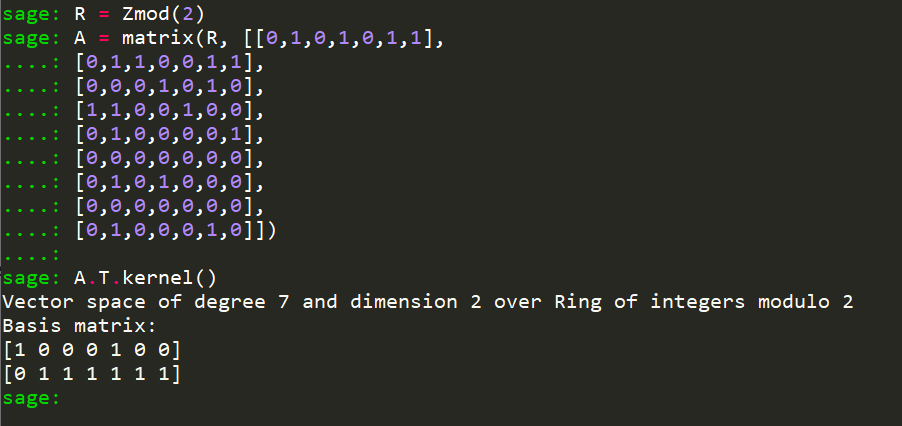 sage: R = Zmod(2)
sage: A = matrix(R, [[0,1,0,1,0,1,1],
....: [0,1,1,0,0,1,1],
....: [0,0,0,1,0,1,0],
....: [1,1,0,0,1,0,0],
....: [0,1,0,0,0,0,1],
....: [0,0,0,0,0,0,0],
....: [0,1,0,1,0,0,0],
....: [0,0,0,0,0,0,0],
....: [0,1,0,0,0,1,0]])
....:
sage: A.T.kernel()
Vector space of degree 7 and dimension 2 over Ring of integers modulo 2
Basis matrix:
[1 0 0 0 1 0 0]
[0 1 1 1 1 1 1]
sage: